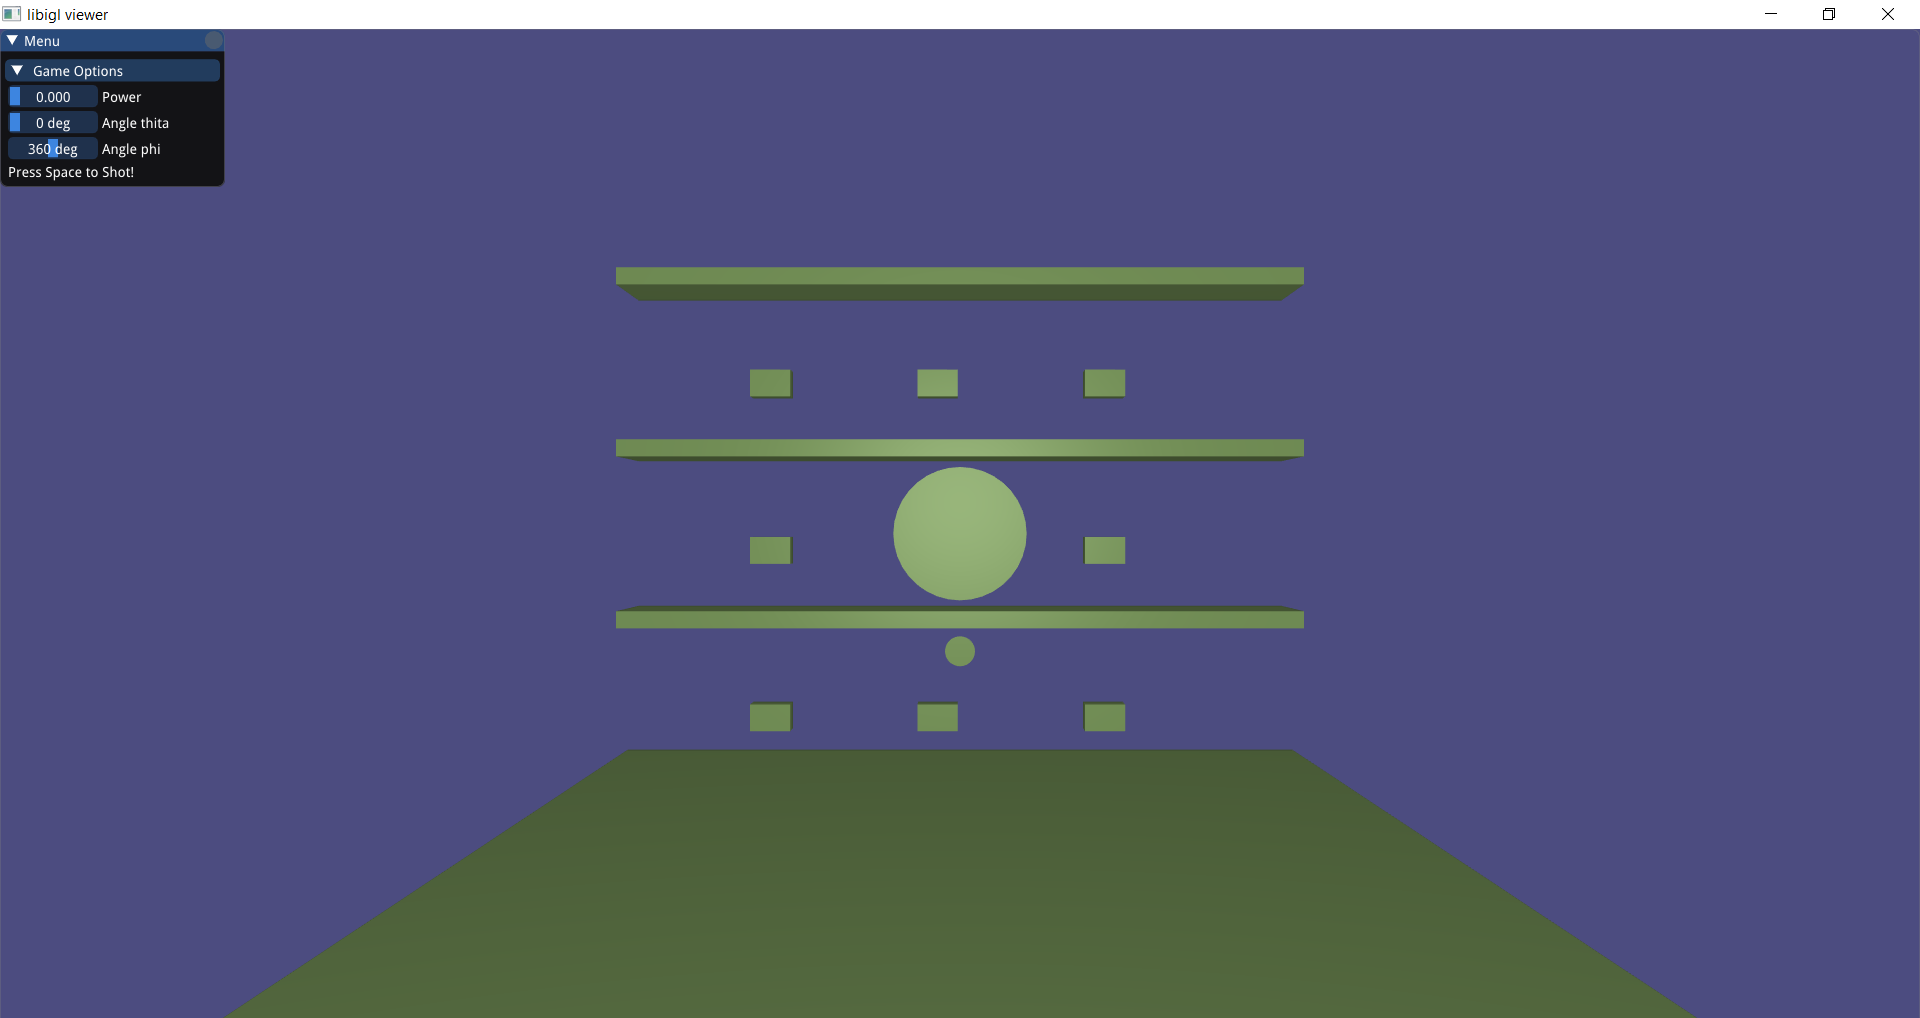 libigl viewer
Menu
Game Options
0.000 Power
0 deg Angle thita
360 deg Angle phi
Press Space to Shot!